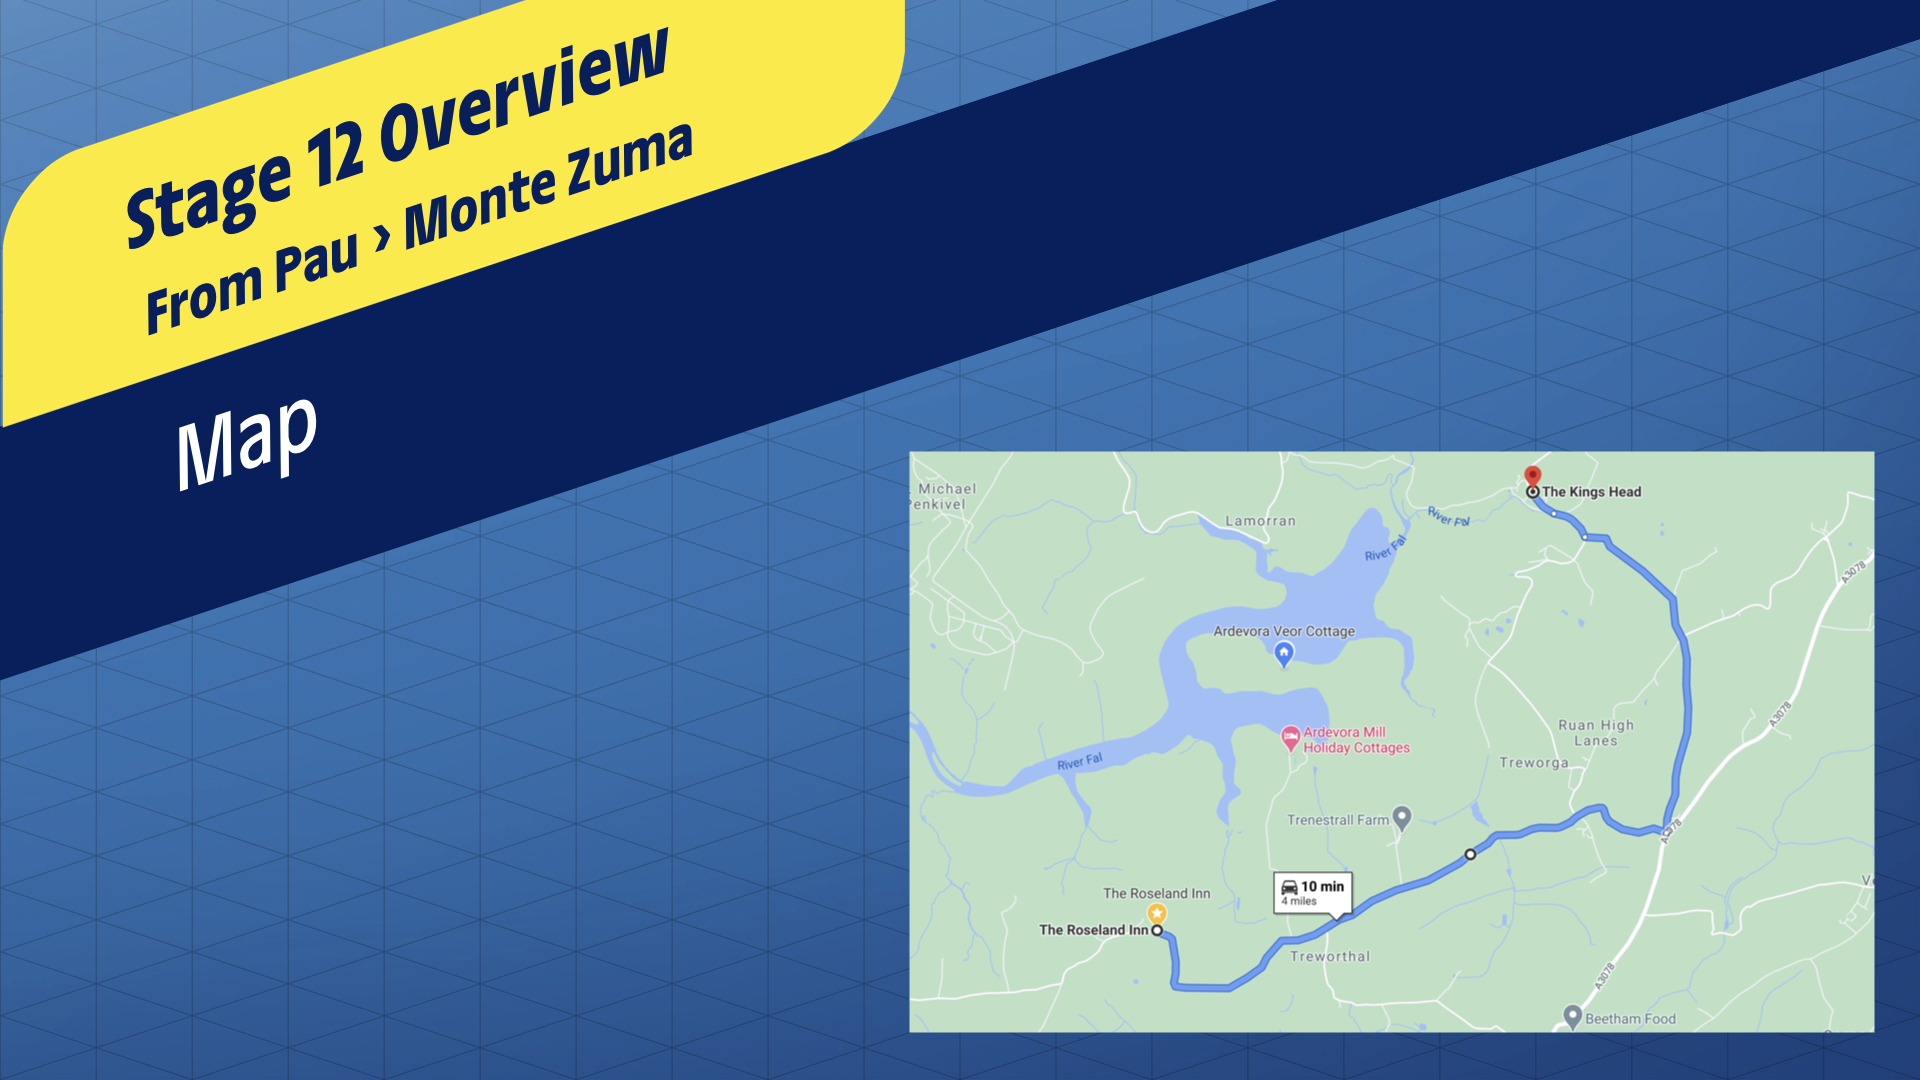 Stage 12 Overview
From Pau › Monte Zuma
Map
Michael
Penkivel
Lamorran
River Fal
River Fal
The Kings Head
A3078
Ardevora Veor Cottage
Ardevora Mill
Holiday Cottages
River Fal
Ruan High
Lanes
A3078
Treworga
Trenestrall Farm
A3078
10 min
4 miles
The Roseland Inn
The Roseland Inn
Treworthal
A3078
Beetham Food